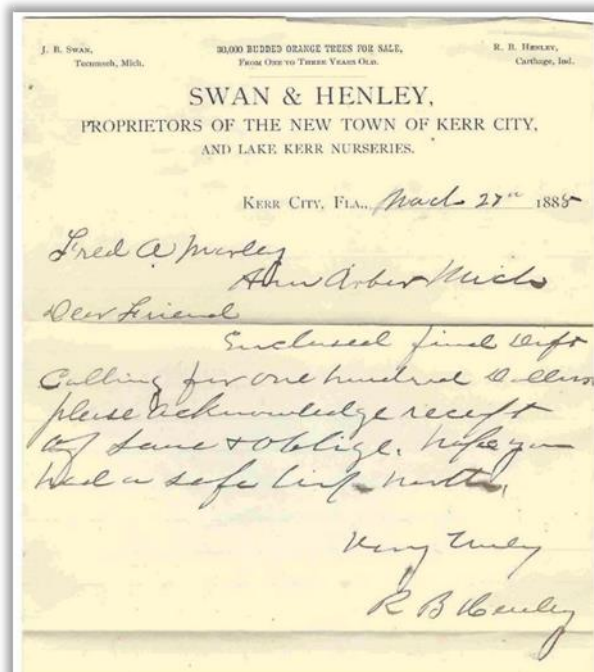 J. B. Swan,
Tecumseh, Mich.
30,000 BUDDED ORANGE TREES FOR SALE,
From One to Three Years Old.
R. B. Henley,
Carthage, Ind.
SWAN & HENLEY,
PROPRIETORS OF THE NEW TOWN OF KERR CITY,
AND LAKE KERR NURSERIES.
Kerr City, Fla., March 27th 1885
Fred A
Ann Arbor Mich
Dear Friend
Enclosed find Dift
Calling for one hundred Dollars
please acknowledge receipt
of same & oblige. hope you
had a safe trip north.
Very Truly
R B Henley